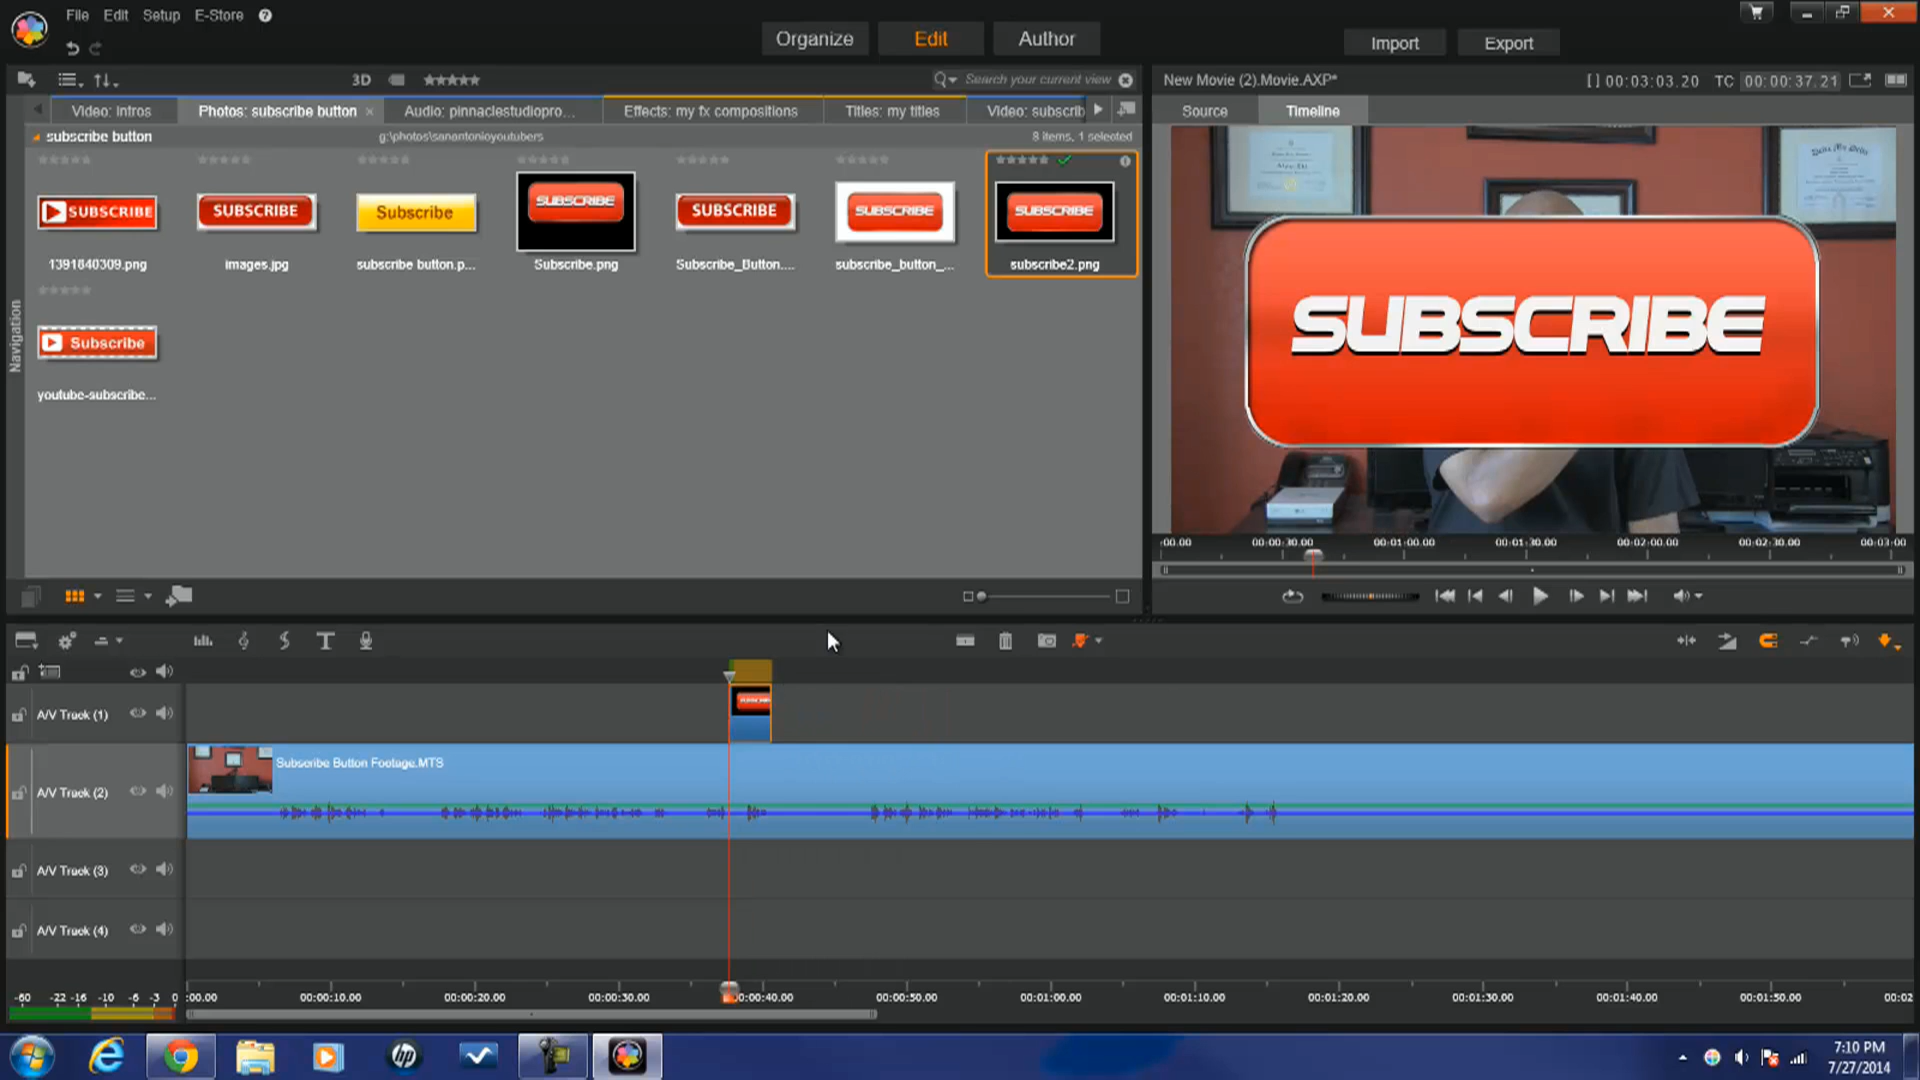 File Edit Setup E-Store ?
Organize Edit Author
Import Export
3D
Search your current view
New Movie (2).Movie.AXP*
[ ] 00:03:03.20 TC 00:00:37.21
Video: intros
Photos: subscribe button ×
Audio: pinnaclestudiopro...
Effects: my fx compositions
Titles: my titles
Video: subscrib
Source Timeline
subscribe button
g:\photos\sanantonioyoutubers
8 items, 1 selected
SUBSCRIBE
SUBSCRIBE
Subscribe
SUBSCRIBE
SUBSCRIBE
SUBSCRIBE
SUBSCRIBE
1391840309.png
images.jpg
subscribe button.p...
Subscribe.png
Subscribe_Button....
subscribe_button_...
subscribe2.png
Subscribe
youtube-subscribe...
Navigation
SUBSCRIBE
:00.00 00:00:30.00 00:01:00.00 00:01:30.00 00:02:00.00 00:02:30.00 00:03:00
A/V Track (1)
SUBSCRIB
A/V Track (2)
Subscribe Button Footage.MTS
A/V Track (3)
A/V Track (4)
-60 -22 -16 -10 -6 -3 0
:00.00 00:00:10.00 00:00:20.00 00:00:30.00 0:00:40.00 00:00:50.00 00:01:00.00 00:01:10.00 00:01:20.00 00:01:30.00 00:01:40.00 00:01:50.00 00:02
hp
7:10 PM
7/27/2014